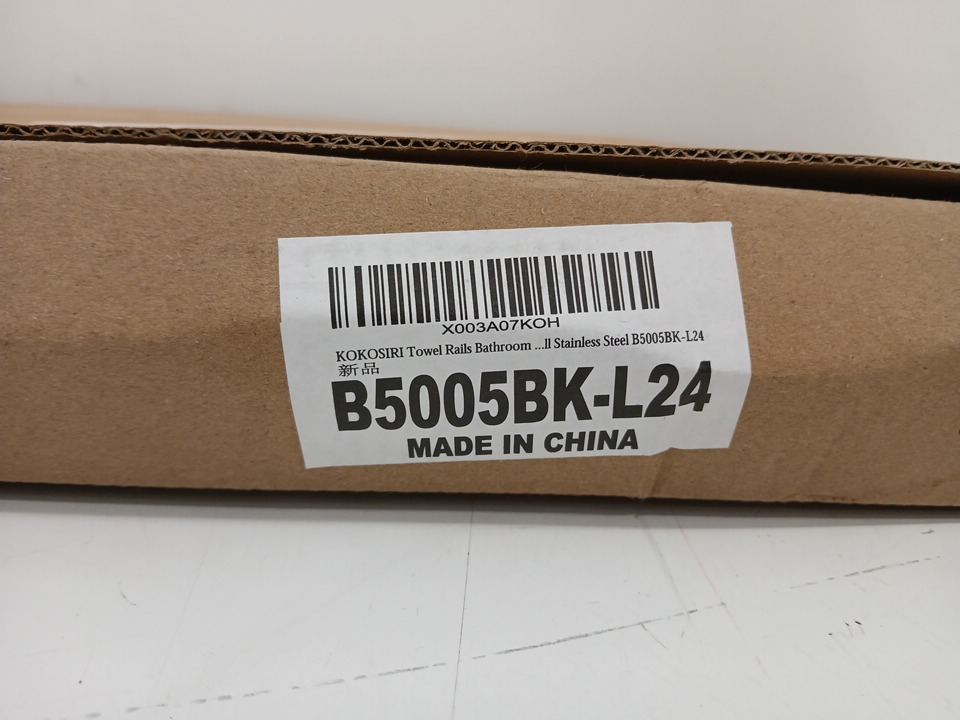 X003A07KOH
KOKOSIRI Towel Rails Bathroom ...ll Stainless Steel B5005BK-L24
新品
B5005BK-L24
MADE IN CHINA